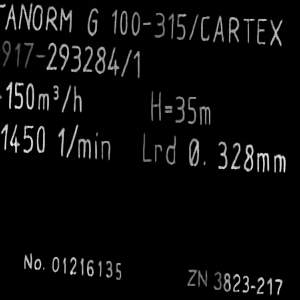 TANORM G 100-315/CARTEX
917-293284/1
150m³/h H=35m
1450 1/min Lrd Ø. 328mm
No. 01216135 ZN 3823-217